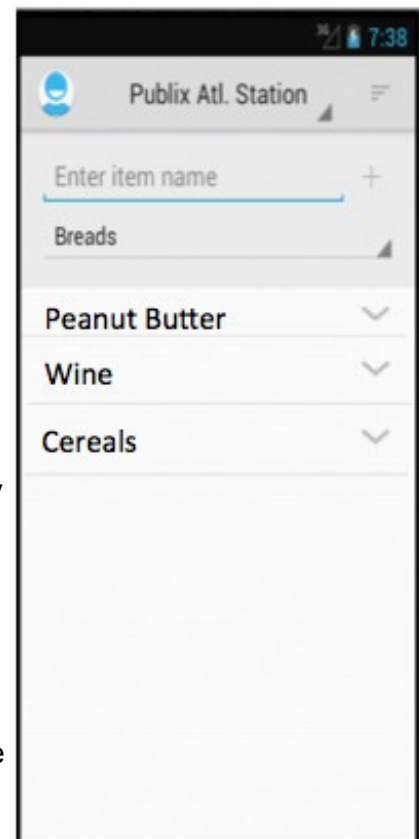 7:38
Publix Atl. Station
Enter item name
+
Breads
Peanut Butter
Wine
Cereals
y
e